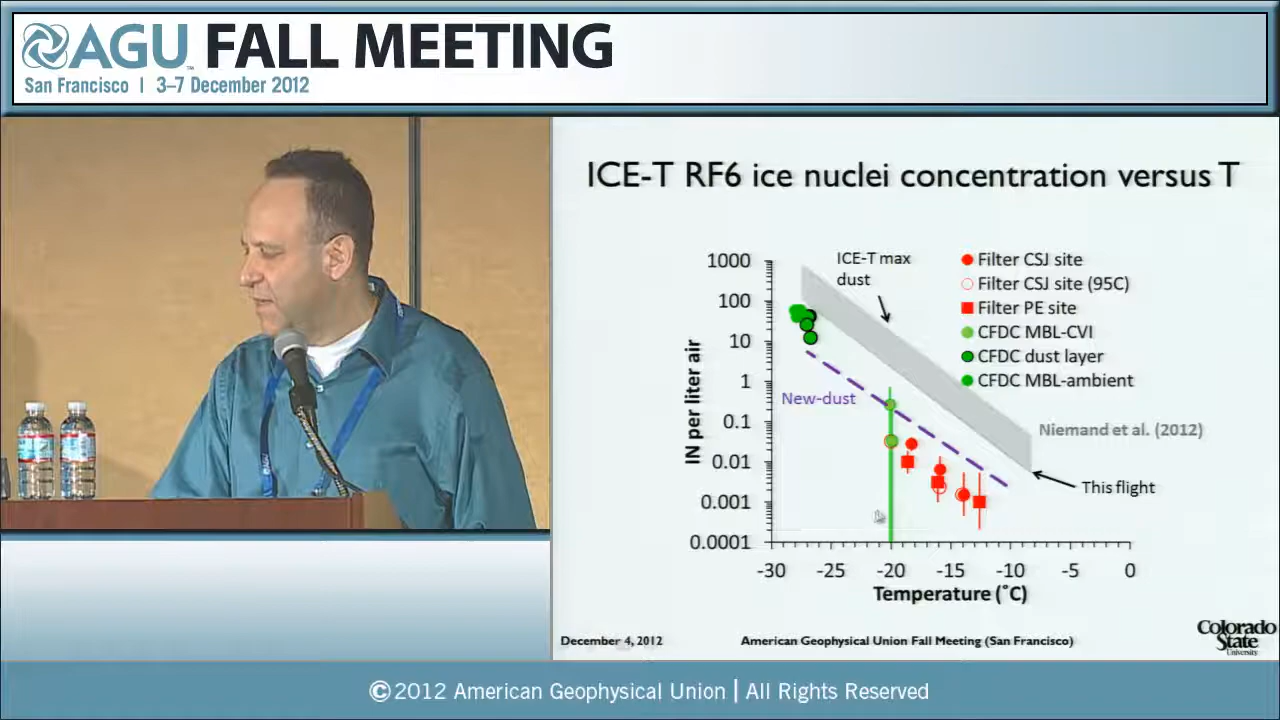 AGU FALL MEETING
San Francisco | 3–7 December 2012
ICE-T RF6 ice nuclei concentration versus T
ICE-T max
dust
Filter CSJ site
Filter CSJ site (95C)
Filter PE site
CFDC MBL-CVI
CFDC dust layer
CFDC MBL-ambient
1000
100
10
1
0.1
0.01
0.001
0.0001
IN per liter air
New-dust
Niemand et al. (2012)
This flight
-30 -25 -20 -15 -10 -5 0
Temperature (˚C)
December 4, 2012 American Geophysical Union Fall Meeting (San Francisco)
Colorado
State
University
©2012 American Geophysical Union | All Rights Reserved